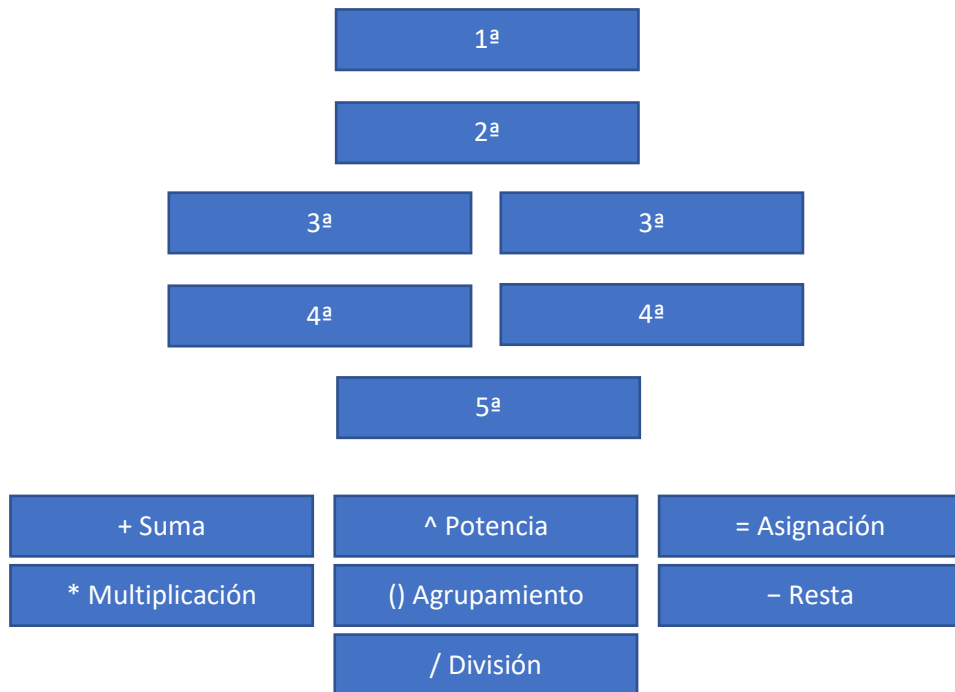 1ª
2ª
3ª 3ª
4ª 4ª
5ª
+ Suma ^ Potencia = Asignación
* Multiplicación () Agrupamiento − Resta
/ División